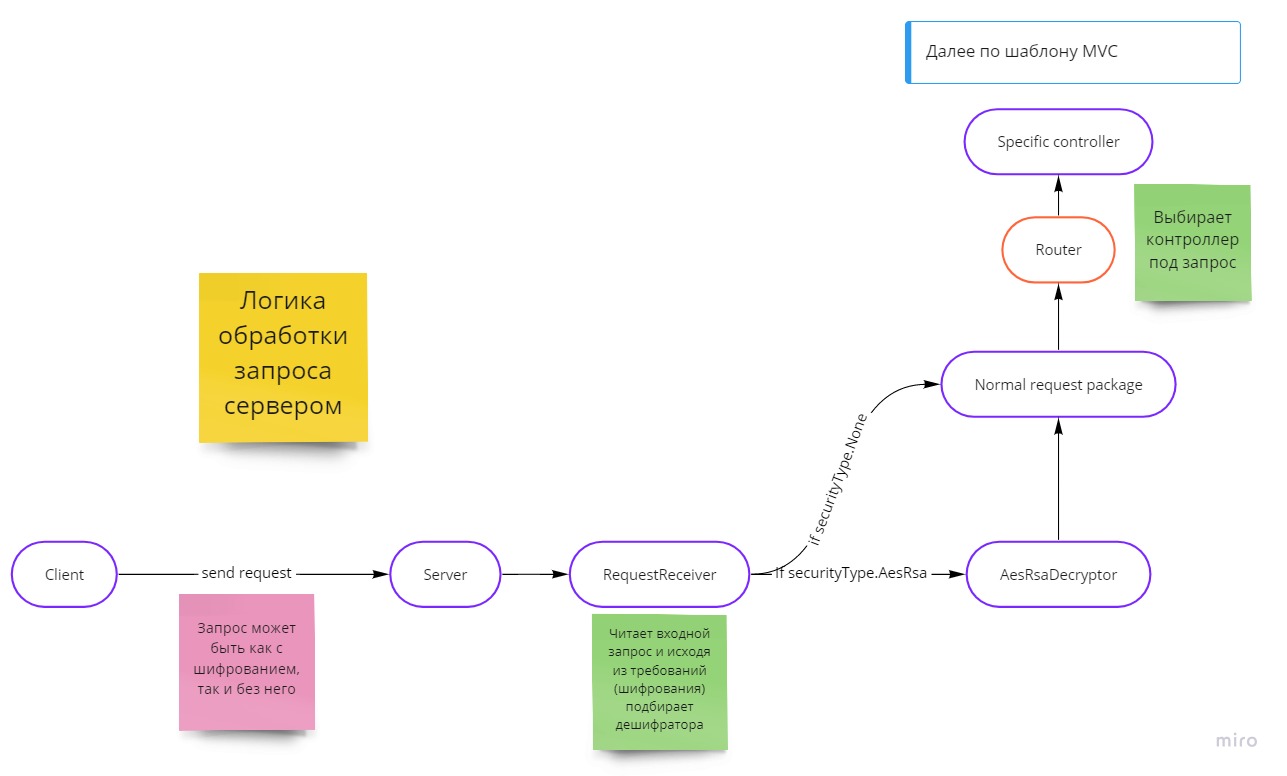 Далее по шаблону MVC
Specific controller
Выбирает
контроллер
под запрос
Router
Логика
обработки
запроса
сервером
Normal request package
if securityType.None
Client
send request
Server
RequestReceiver
if securityType.AesRsa
AesRsaDecryptor
Запрос может
быть как с
шифрованием,
так и без него
Читает входной
запрос и исходя
из требований
(шифрования)
подбирает
дешифратора
miro